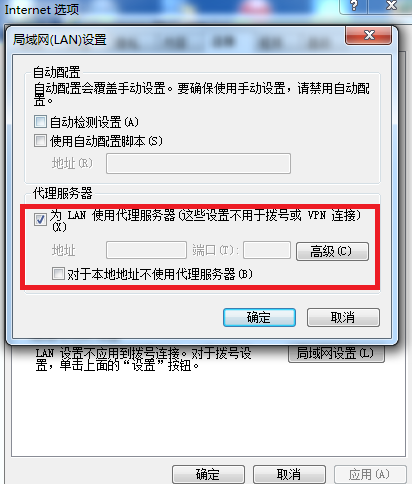 Internet 选项
局域网(LAN)设置
自动配置
自动配置会覆盖手动设置。要确保使用手动设置，请禁用自动配
置。
自动检测设置(A)
使用自动配置脚本(S)
地址(R)
代理服务器
为 LAN 使用代理服务器(这些设置不用于拨号或 VPN 连接)
(X)
地址
端口(T):
高级(C)
对于本地地址不使用代理服务器(B)
确定
取消
LAN 设置不应用到拨号连接。对于拨号设
置，单击上面的“设置”按钮。
局域网设置(L)
确定
取消
应用(A)